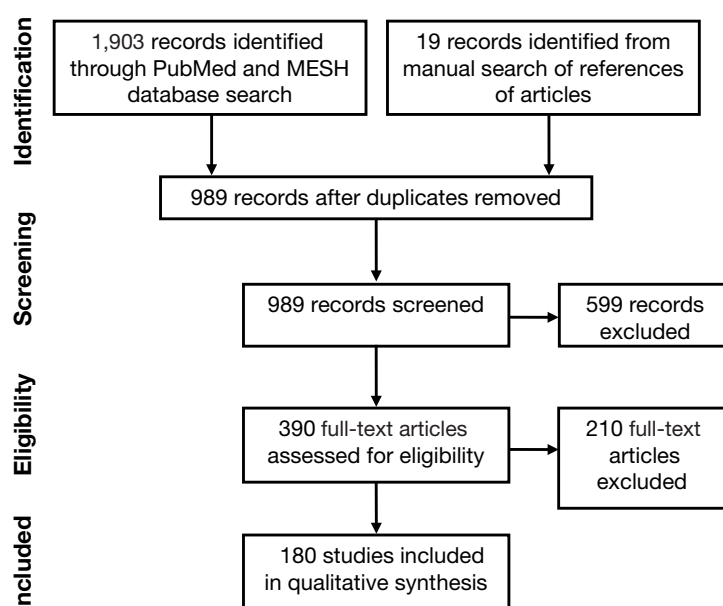 Identification
1,903 records identified
through PubMed and MESH
database search
19 records identified from
manual search of references
of articles
989 records after duplicates removed
Screening
989 records screened
599 records
excluded
Eligibility
390 full-text articles
assessed for eligibility
210 full-text
articles
excluded
ncluded
180 studies included
in qualitative synthesis